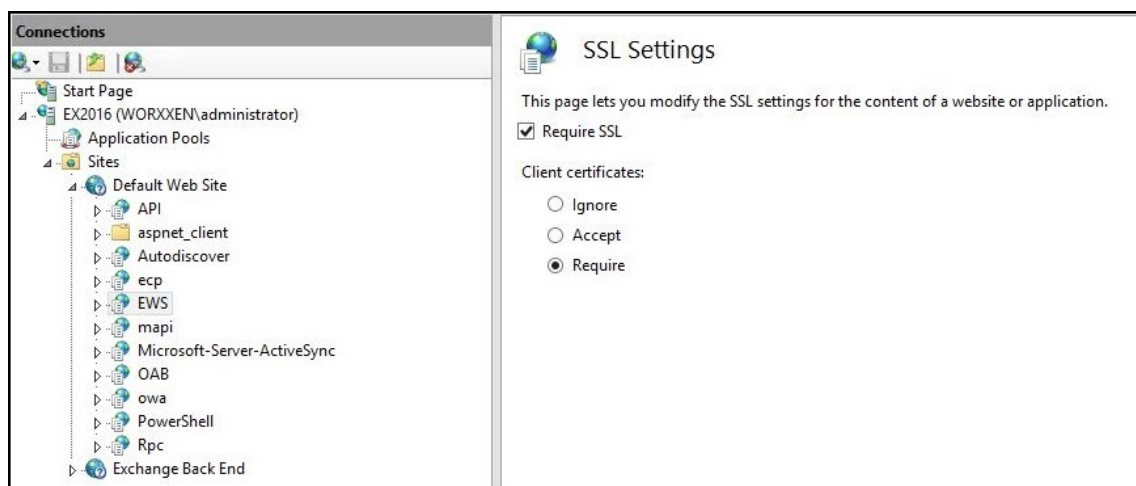 Connections
Start Page
EX2016 (WORXXEN\administrator)
Application Pools
Sites
Default Web Site
API
aspnet_client
Autodiscover
ecp
EWS
mapi
Microsoft-Server-ActiveSync
OAB
owa
PowerShell
Rpc
Exchange Back End
SSL Settings
This page lets you modify the SSL settings for the content of a website or application.
Require SSL
Client certificates:
Ignore
Accept
Require